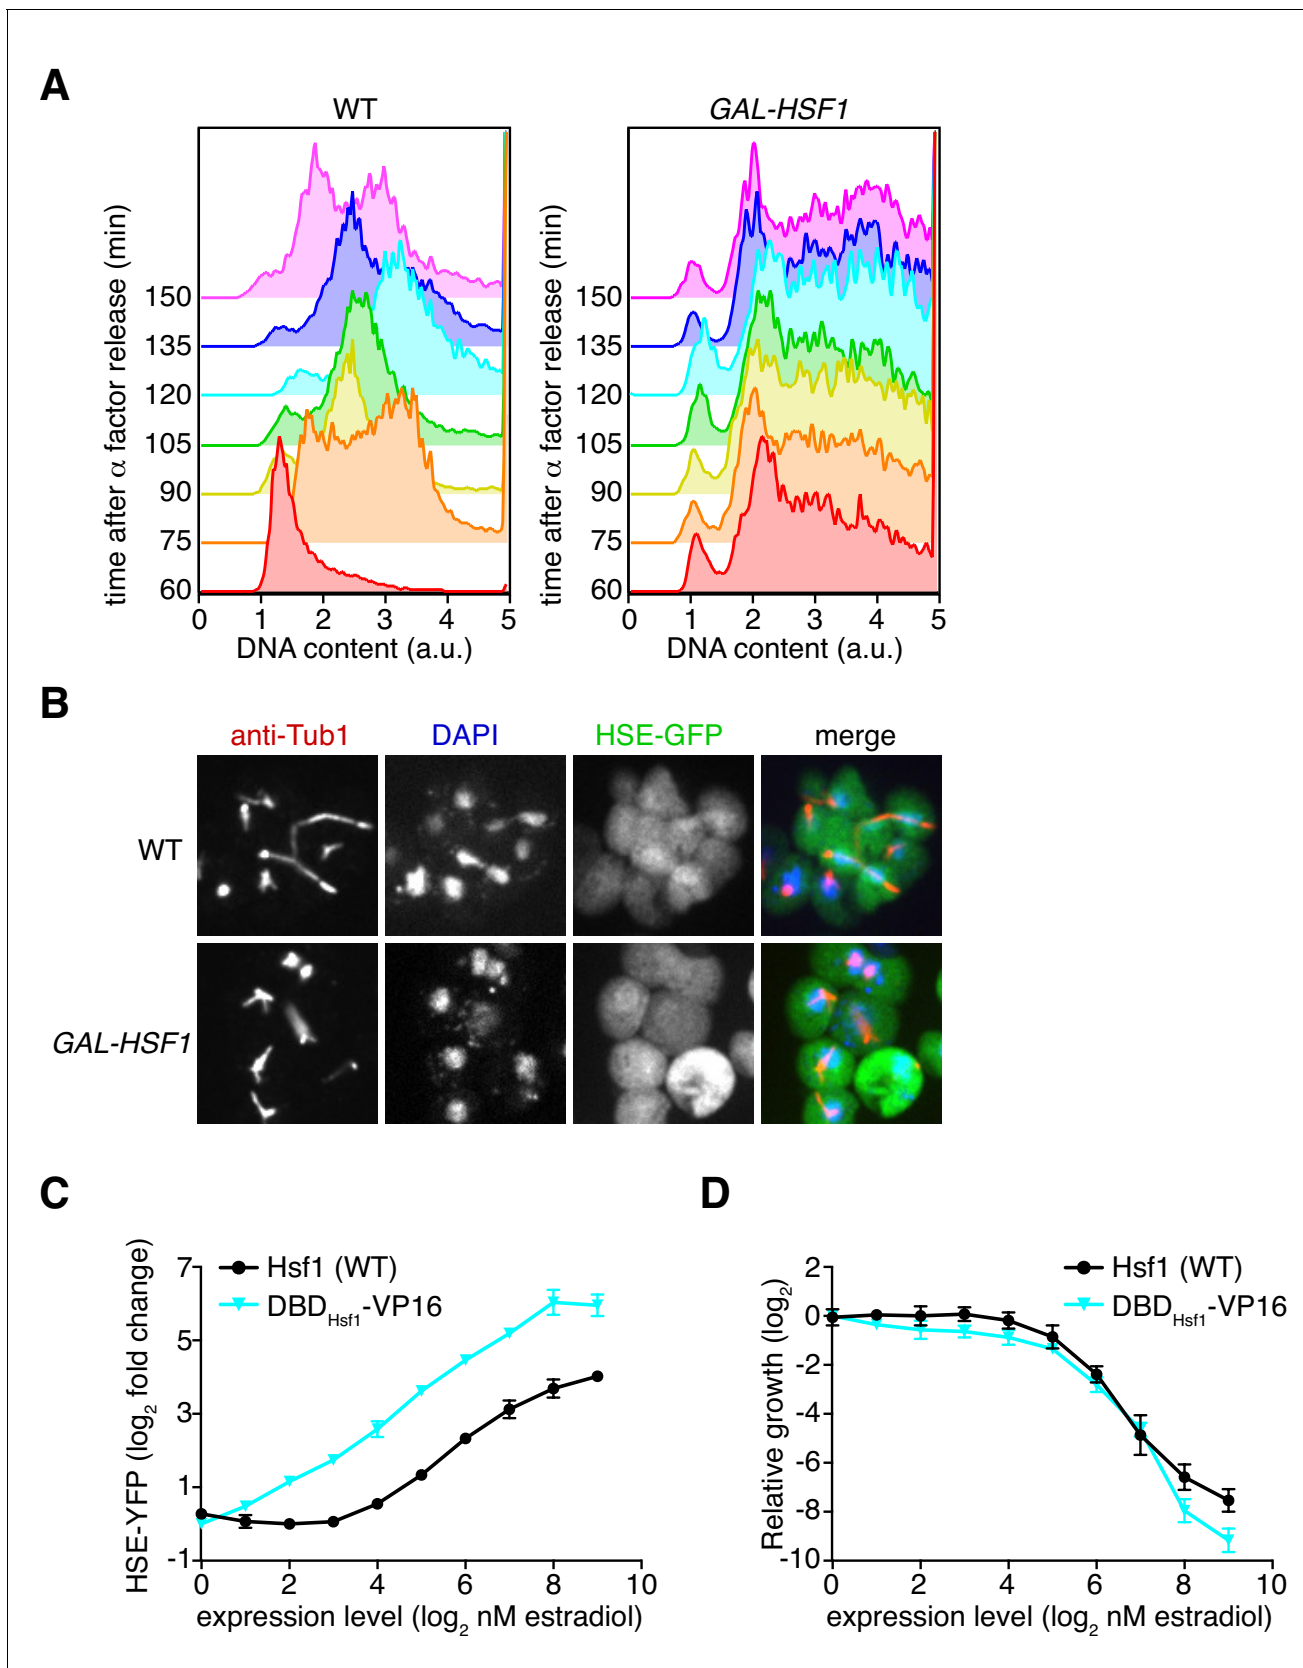 A
WT
GAL-HSF1
time after α factor release (min)
150
135
120
105
90
75
60
0 1 2 3 4 5
DNA content (a.u.)
time after α factor release (min)
150
135
120
105
90
75
60
0 1 2 3 4 5
DNA content (a.u.)
B
anti-Tub1 DAPI HSE-GFP merge
WT
GAL-HSF1
C
HSE-YFP (log2 fold change)
7
5
3
1
-1
Hsf1 (WT)
DBDHsf1-VP16
0 2 4 6 8 10
expression level (log2 nM estradiol)
D
Relative growth (log2)
2
0
-2
-4
-6
-8
-10
Hsf1 (WT)
DBDHsf1-VP16
0 2 4 6 8 10
expression level (log2 nM estradiol)